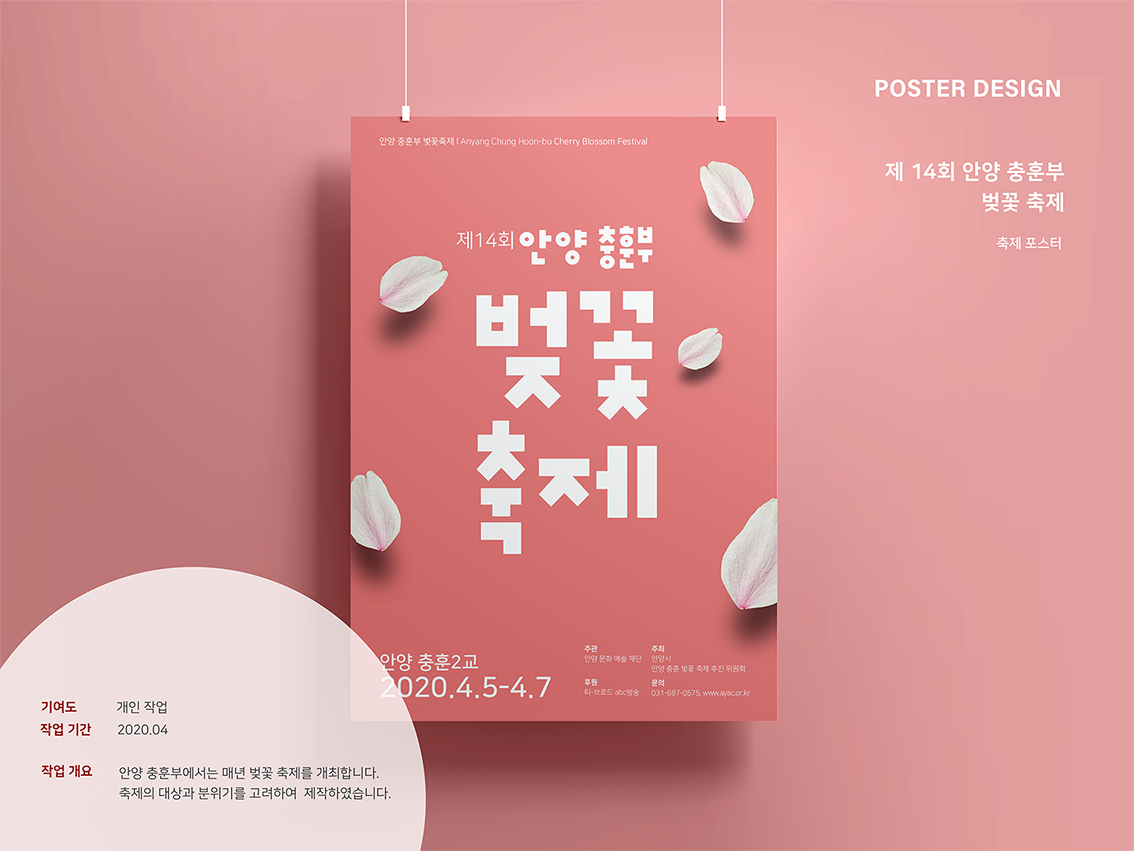 POSTER DESIGN
제 14회 안양 충훈부
벚꽃 축제
축제 포스터
안양 충훈부 벚꽃축제 I Anyang Chung Hoon-bu Cherry Blossom Festival
제14회 안양 충훈부
벚꽃
축제
안양 충훈2교
2020.4.5-4.7
주관
안양 문화 예술 재단
주최
안양시
안양 충훈 벚꽃 축제 추진 위원회
후원
티-브로드 abc방송
문의
031-687-0575, www.ayac.or.kr
기여도 개인 작업
작업 기간 2020.04
작업 개요 안양 충훈부에서는 매년 벚꽃 축제를 개최합니다.
축제의 대상과 분위기를 고려하여 제작하였습니다.